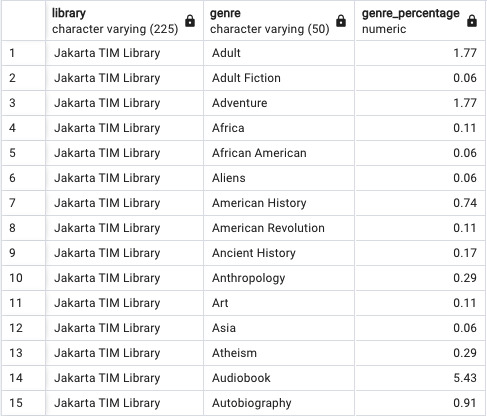 library genre genre_percentage
character varying (225) character varying (50) numeric
1 Jakarta TIM Library Adult 1.77
2 Jakarta TIM Library Adult Fiction 0.06
3 Jakarta TIM Library Adventure 1.77
4 Jakarta TIM Library Africa 0.11
5 Jakarta TIM Library African American 0.06
6 Jakarta TIM Library Aliens 0.06
7 Jakarta TIM Library American History 0.74
8 Jakarta TIM Library American Revolution 0.11
9 Jakarta TIM Library Ancient History 0.17
10 Jakarta TIM Library Anthropology 0.29
11 Jakarta TIM Library Art 0.11
12 Jakarta TIM Library Asia 0.06
13 Jakarta TIM Library Atheism 0.29
14 Jakarta TIM Library Audiobook 5.43
15 Jakarta TIM Library Autobiography 0.91